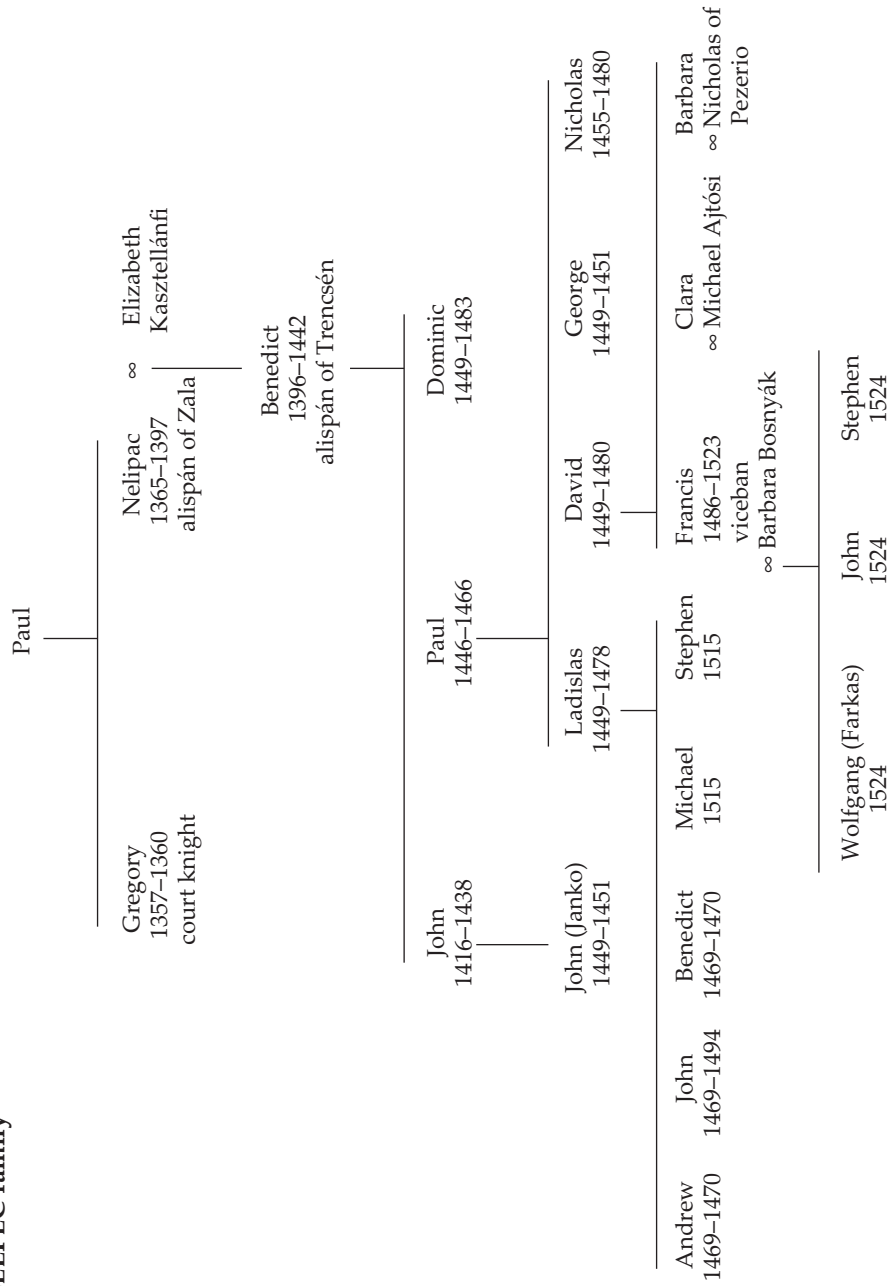 family
Paul
Gregory
1357–1360
court knight
Nelipac
1365–1397
alispán of Zala
∞
Elizabeth
Kasztellánfi
Benedict
1396–1442
alispán of Trencsén
John
1416–1438
Paul
1446–1466
Dominic
1449–1483
John (Janko)
1449–1451
Ladislas
1449–1478
David
1449–1480
George
1449–1451
Nicholas
1455–1480
Andrew
1469–1470
John
1469–1494
Benedict
1469–1470
Michael
1515
Stephen
1515
Francis
1486–1523
viceban
∞ Barbara Bosnyák
Clara
∞ Michael Ajtósi
Barbara
∞ Nicholas of
Pezerio
Wolfgang (Farkas)
1524
John
1524
Stephen
1524